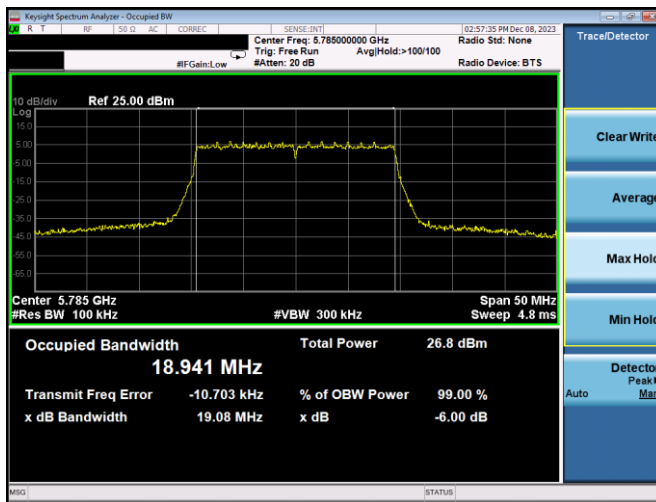 Keysight Spectrum Analyzer - Occupied BW
R T RF 50 Ω AC CORREC SENSE:INT 02:57:35 PM Dec 08, 2023
Center Freq: 5.785000000 GHz Radio Std: None
Trig: Free Run Avg|Hold:>100/100
#IFGain:Low #Atten: 20 dB Radio Device: BTS
Trace/Detector
10 dB/div Ref 25.00 dBm
Log
15.0
5.00
-5.00
-15.0
-25.0
-35.0
-45.0
-55.0
-65.0
Center 5.785 GHz Span 50 MHz
#Res BW 100 kHz #VBW 300 kHz Sweep 4.8 ms
Occupied Bandwidth Total Power 26.8 dBm
18.941 MHz
Transmit Freq Error -10.703 kHz % of OBW Power 99.00 %
x dB Bandwidth 19.08 MHz x dB -6.00 dB
Clear Write
Average
Max Hold
Min Hold
Detector
Peak
Auto Man
MSG STATUS